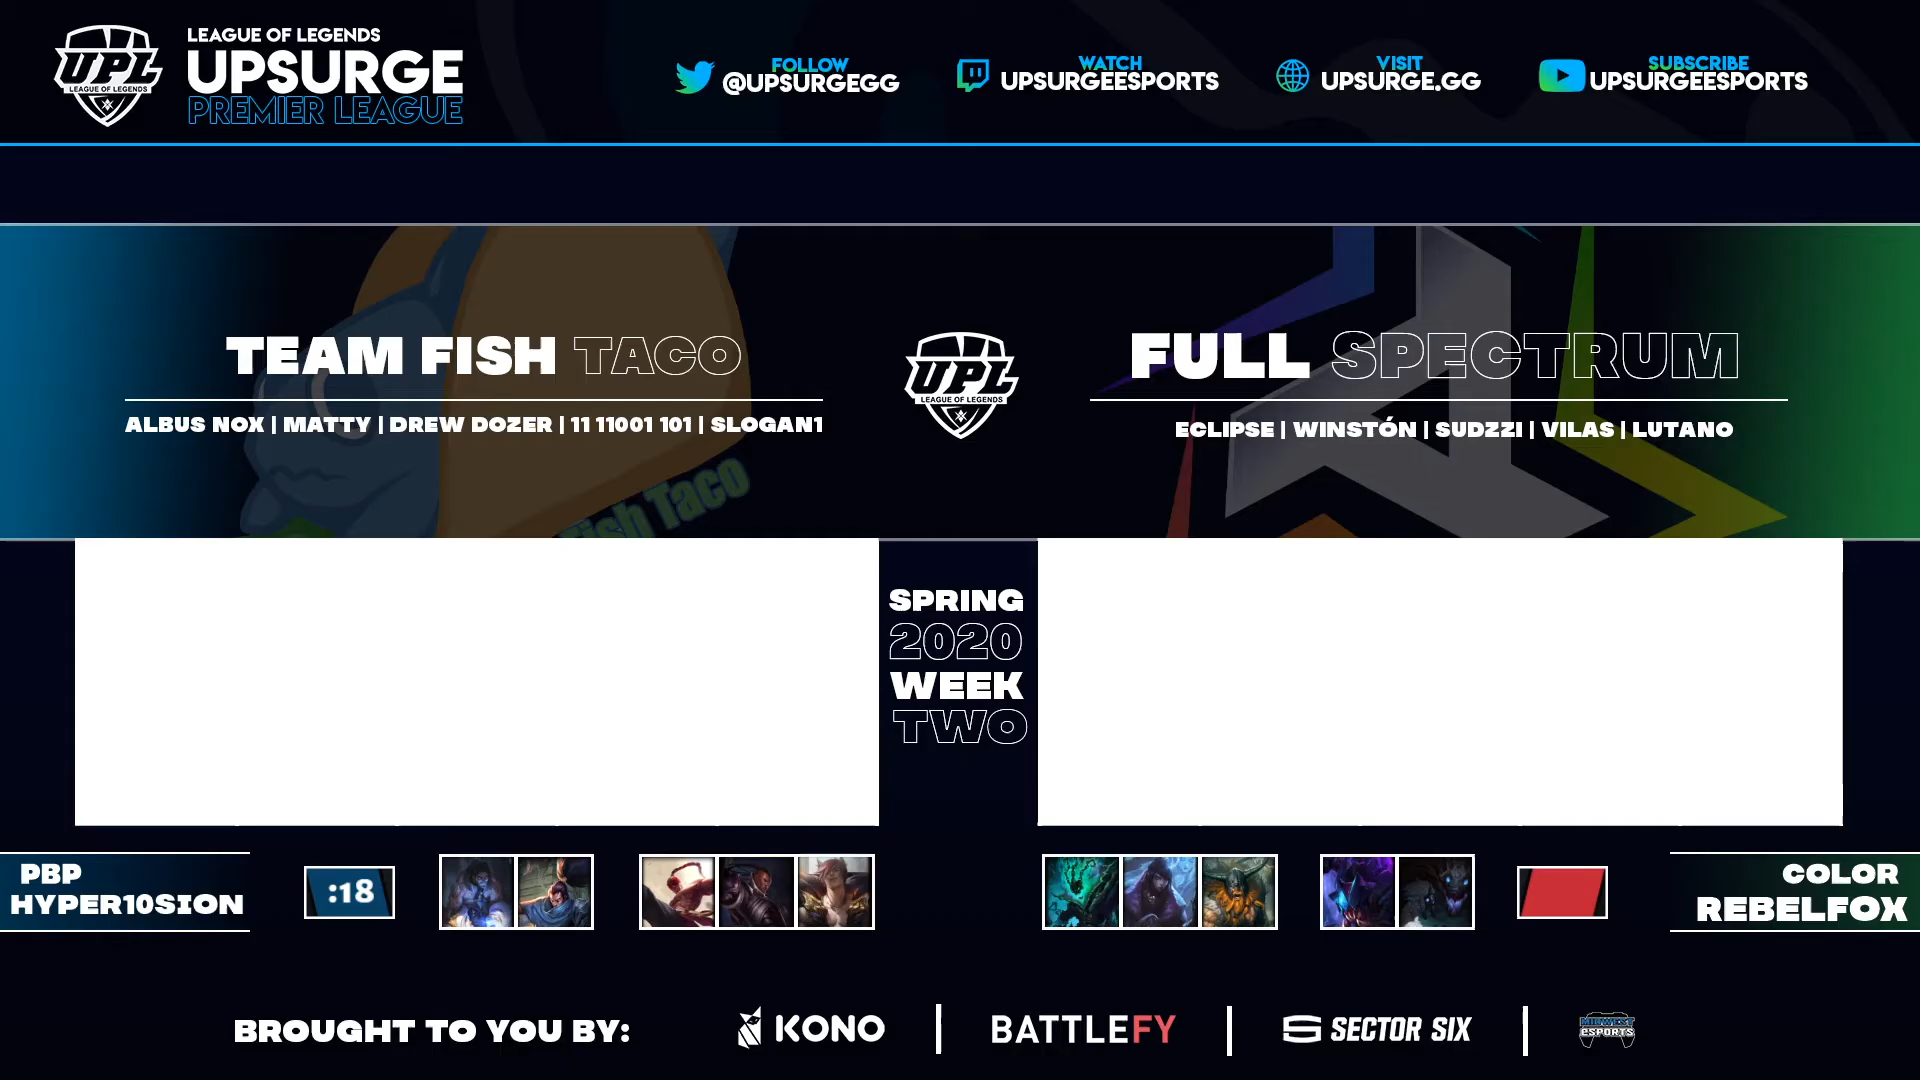 UPL
LEAGUE OF LEGENDS
LEAGUE OF LEGENDS
UPSURGE
PREMIER LEAGUE
FOLLOW
@UPSURGEGG
WATCH
UPSURGEESPORTS
VISIT
UPSURGE.GG
SUBSCRIBE
UPSURGEESPORTS
TEAM FISH TACO
ALBUS NOX | MATTY | DREW DOZER | 11 11001 101 | SLOGAN1
Fish Taco
UPL
LEAGUE OF LEGENDS
FULL SPECTRUM
ECLIPSE | WINSTÓN | SUDZZI | VILAS | LUTANO
SPRING
2020
WEEK
TWO
PBP
HYPER10SION
:18
COLOR
REBELFOX
BROUGHT TO YOU BY:
KONO
BATTLEFY
SECTOR SIX
MIDWEST
ESPORTS